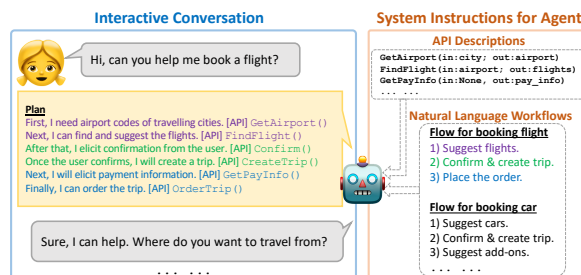 Interactive Conversation
Hi, can you help me book a flight?
Plan
First, I need airport codes of travelling cities. [API] GetAirport()
Next, I can find and suggest the flights. [API] FindFlight()
After that, I elicit confirmation from the user. [API] Confirm()
Once the user confirms, I will create a trip. [API] CreateTrip()
Next, I will elicit payment information. [API] GetPayInfo()
Finally, I can order the trip. [API] OrderTrip()
Sure, I can help. Where do you want to travel from?
... ...
System Instructions for Agent
API Descriptions
GetAirport(in:city; out:airport)
FindFlight(in:airport; out:flights)
GetPayInfo(in:None, out:pay_info)
... ...
Natural Language Workflows
Flow for booking flight
1) Suggest flights.
2) Confirm & create trip.
3) Place the order.
Flow for booking car
1) Suggest cars.
2) Confirm & create trip.
3) Suggest add-ons.
... ...